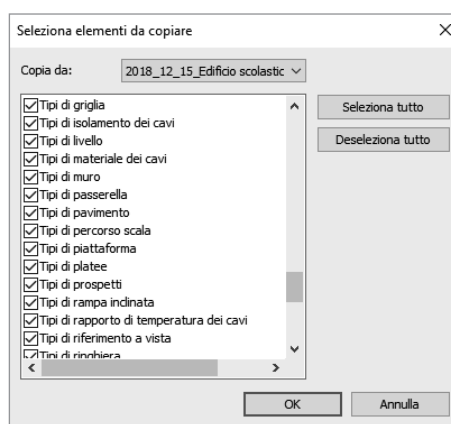 Seleziona elementi da copiare
Copia da: 2018_12_15_Edificio scolastic
Tipi di griglia
Tipi di isolamento dei cavi
Tipi di livello
Tipi di materiale dei cavi
Tipi di muro
Tipi di passerella
Tipi di pavimento
Tipi di percorso scala
Tipi di piattaforma
Tipi di platee
Tipi di prospetti
Tipi di rampa inclinata
Tipi di rapporto di temperatura dei cavi
Tipi di riferimento a vista
Tipi di ringhiera
Seleziona tutto
Deseleziona tutto
OK Annulla